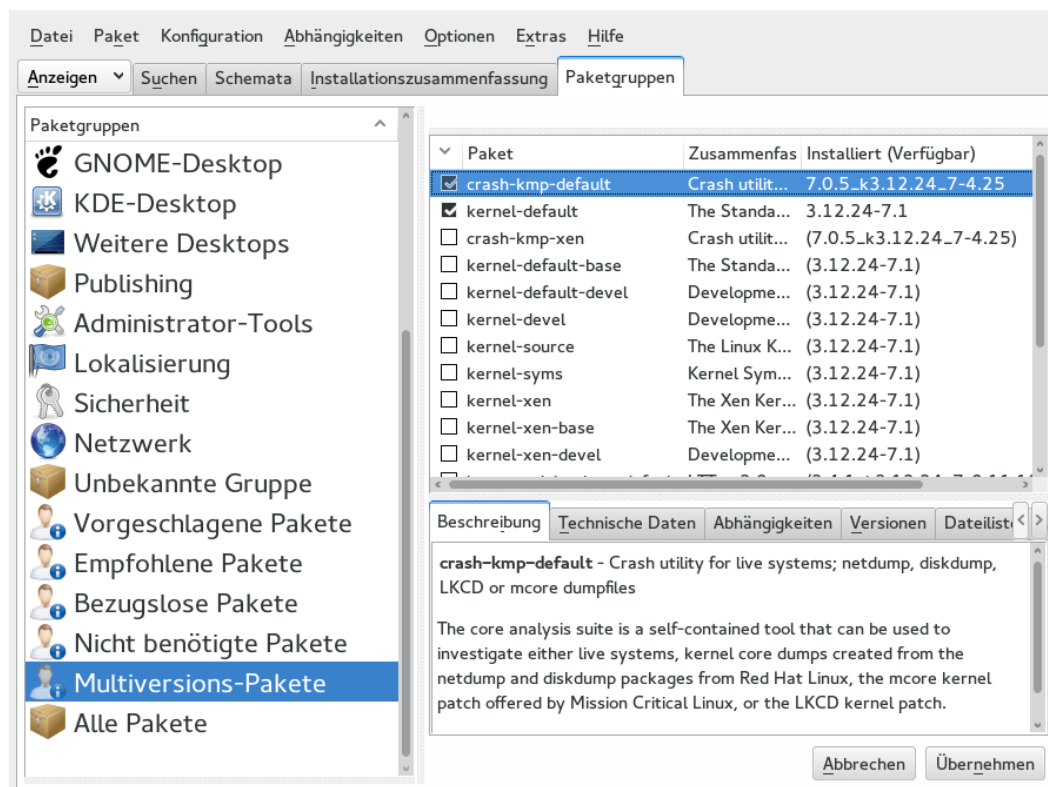 Datei Paket Konfiguration Abhängigkeiten Optionen Extras Hilfe
Anzeigen Suchen Schemata Installationszusammenfassung Paketgruppen
Paketgruppen
GNOME-Desktop
KDE-Desktop
Weitere Desktops
Publishing
Administrator-Tools
Lokalisierung
Sicherheit
Netzwerk
Unbekannte Gruppe
Vorgeschlagene Pakete
Empfohlene Pakete
Bezugslose Pakete
Nicht benötigte Pakete
Multiversions-Pakete
Alle Pakete
Paket Zusammenfas Installiert (Verfügbar)
crash-kmp-default Crash utilit... 7.0.5_k3.12.24_7-4.25
kernel-default The Standa... 3.12.24-7.1
crash-kmp-xen Crash utilit... (7.0.5_k3.12.24_7-4.25)
kernel-default-base The Standa... (3.12.24-7.1)
kernel-default-devel Developme... (3.12.24-7.1)
kernel-devel Developme... (3.12.24-7.1)
kernel-source The Linux K... (3.12.24-7.1)
kernel-syms Kernel Sym... (3.12.24-7.1)
kernel-xen The Xen Ker... (3.12.24-7.1)
kernel-xen-base The Xen Ker... (3.12.24-7.1)
kernel-xen-devel Developme... (3.12.24-7.1)
Beschreibung Technische Daten Abhängigkeiten Versionen Dateilist
crash-kmp-default - Crash utility for live systems; netdump, diskdump,
LKCD or mcore dumpfiles
The core analysis suite is a self-contained tool that can be used to
investigate either live systems, kernel core dumps created from the
netdump and diskdump packages from Red Hat Linux, the mcore kernel
patch offered by Mission Critical Linux, or the LKCD kernel patch.
Abbrechen Übernehmen